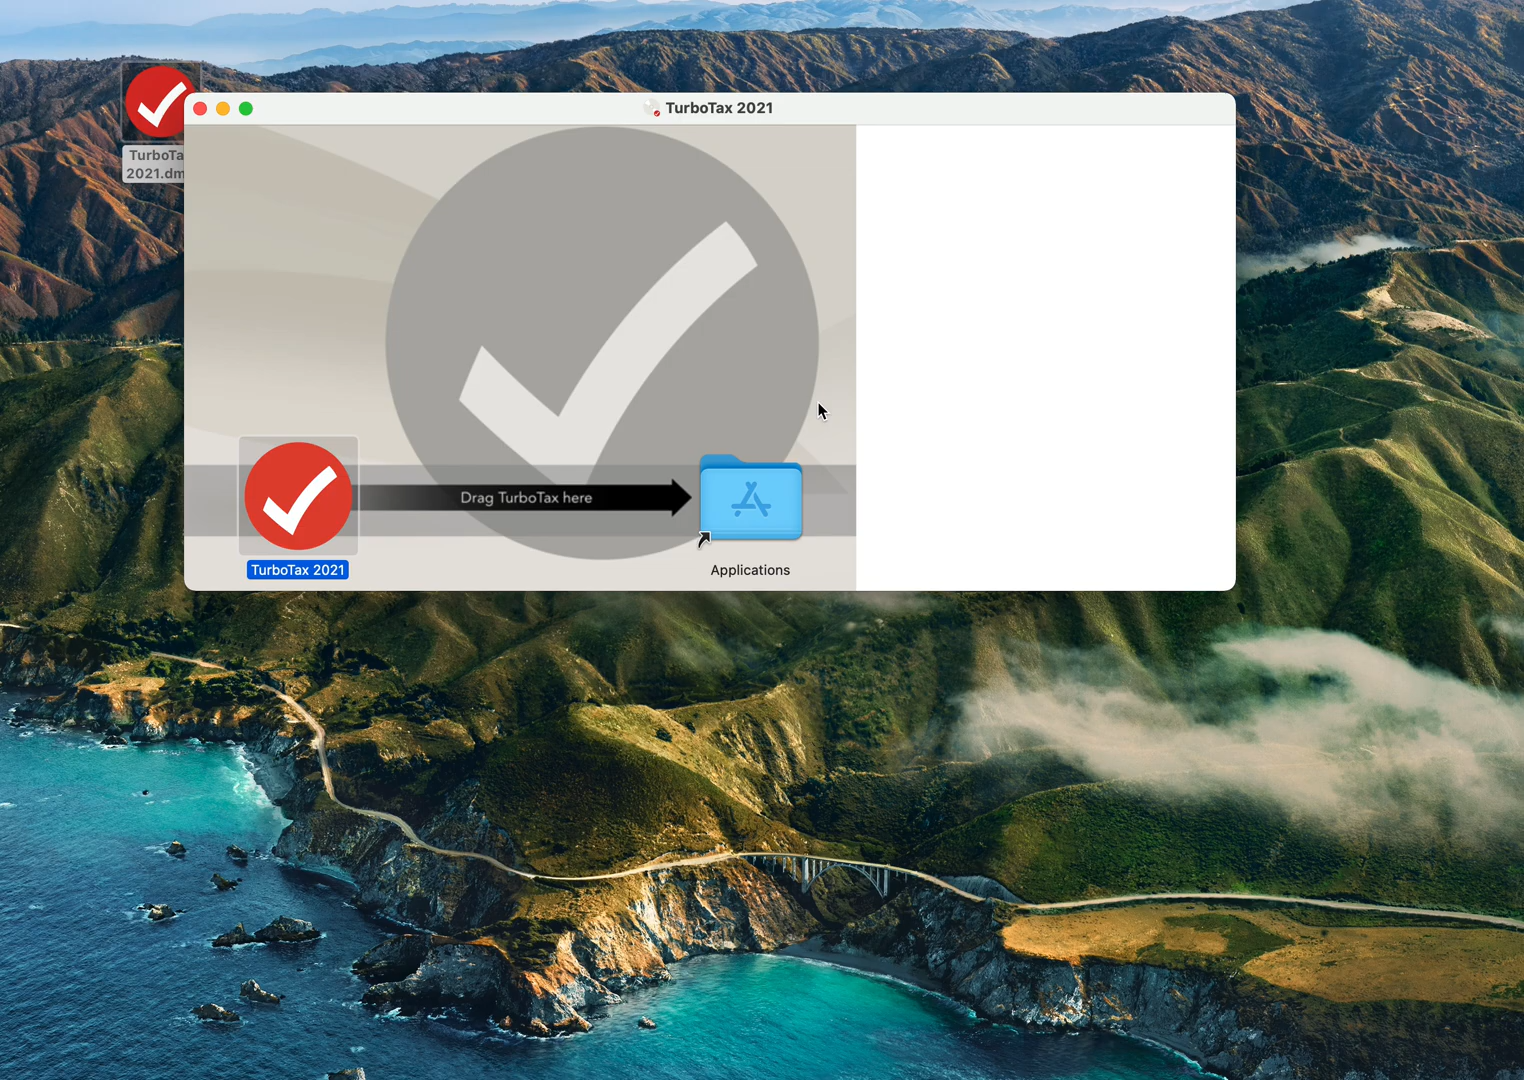 TurboTax 2021
TurboTa
2021.dm
Drag TurboTax here
TurboTax 2021
Applications